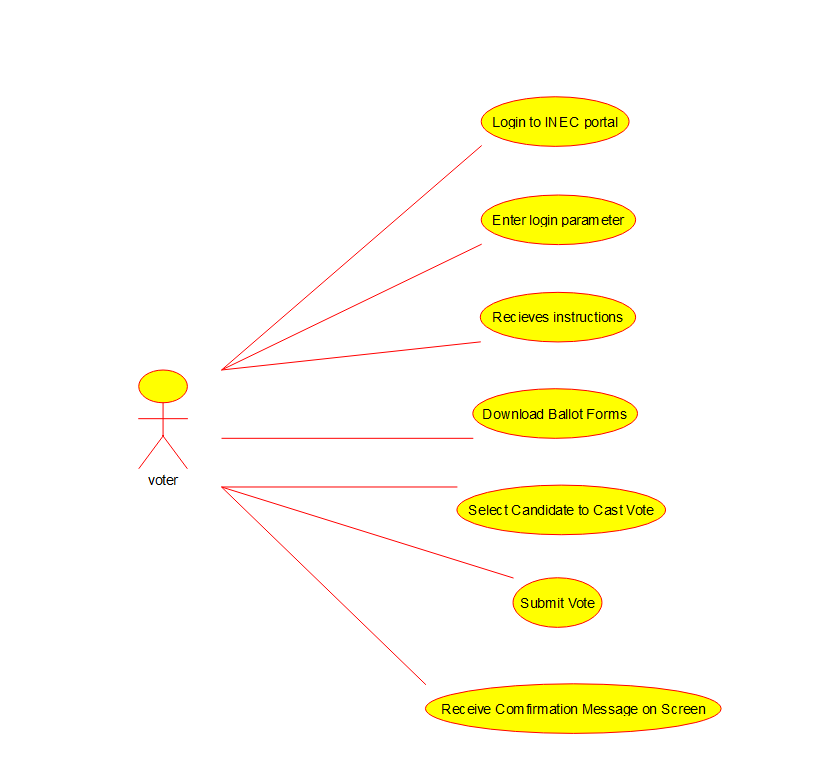 Login to INEC portal
Enter login parameter
Recieves instructions
Download Ballot Forms
voter
Select Candidate to Cast Vote
Submit Vote
Receive Comfirmation Message on Screen